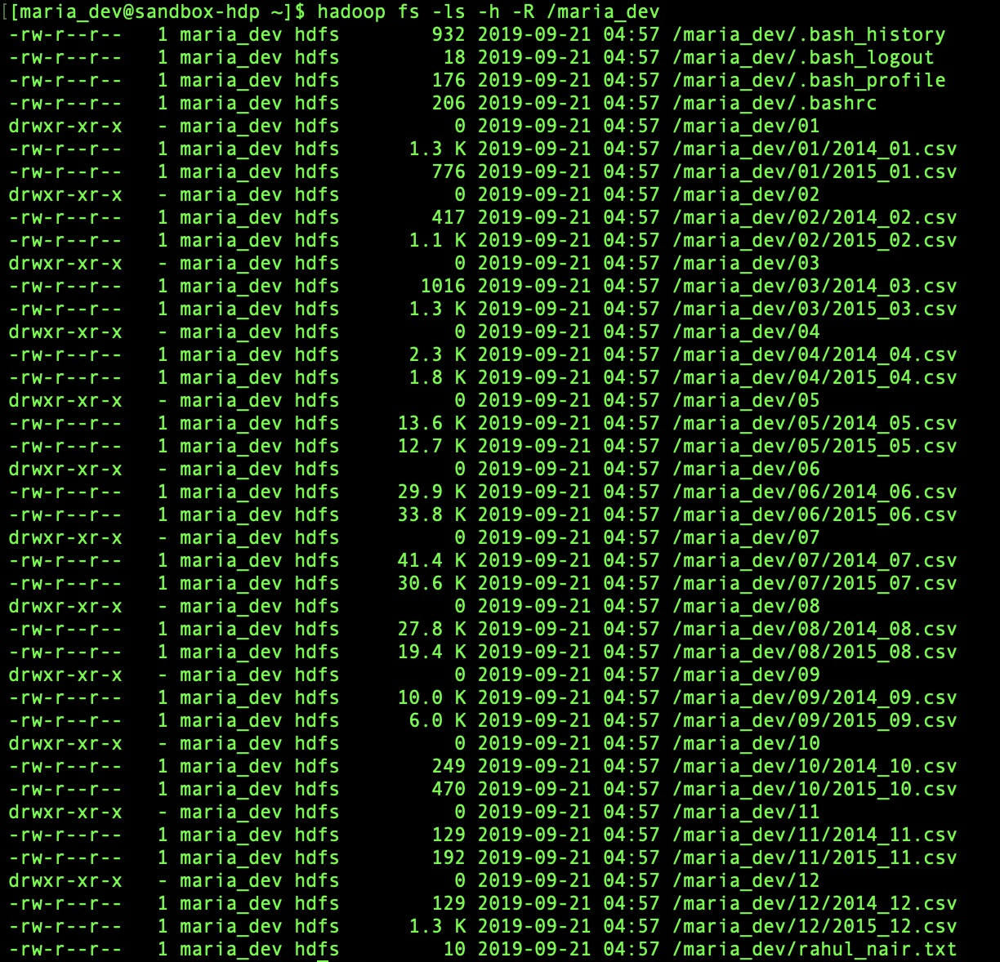 [[maria_dev@sandbox-hdp ~]$ hadoop fs -ls -h -R /maria_dev
-rw-r--r--   1 maria_dev hdfs        932 2019-09-21 04:57 /maria_dev/.bash_history
-rw-r--r--   1 maria_dev hdfs         18 2019-09-21 04:57 /maria_dev/.bash_logout
-rw-r--r--   1 maria_dev hdfs        176 2019-09-21 04:57 /maria_dev/.bash_profile
-rw-r--r--   1 maria_dev hdfs        206 2019-09-21 04:57 /maria_dev/.bashrc
drwxr-xr-x   - maria_dev hdfs          0 2019-09-21 04:57 /maria_dev/01
-rw-r--r--   1 maria_dev hdfs      1.3 K 2019-09-21 04:57 /maria_dev/01/2014_01.csv
-rw-r--r--   1 maria_dev hdfs        776 2019-09-21 04:57 /maria_dev/01/2015_01.csv
drwxr-xr-x   - maria_dev hdfs          0 2019-09-21 04:57 /maria_dev/02
-rw-r--r--   1 maria_dev hdfs        417 2019-09-21 04:57 /maria_dev/02/2014_02.csv
-rw-r--r--   1 maria_dev hdfs      1.1 K 2019-09-21 04:57 /maria_dev/02/2015_02.csv
drwxr-xr-x   - maria_dev hdfs          0 2019-09-21 04:57 /maria_dev/03
-rw-r--r--   1 maria_dev hdfs       1016 2019-09-21 04:57 /maria_dev/03/2014_03.csv
-rw-r--r--   1 maria_dev hdfs      1.3 K 2019-09-21 04:57 /maria_dev/03/2015_03.csv
drwxr-xr-x   - maria_dev hdfs          0 2019-09-21 04:57 /maria_dev/04
-rw-r--r--   1 maria_dev hdfs      2.3 K 2019-09-21 04:57 /maria_dev/04/2014_04.csv
-rw-r--r--   1 maria_dev hdfs      1.8 K 2019-09-21 04:57 /maria_dev/04/2015_04.csv
drwxr-xr-x   - maria_dev hdfs          0 2019-09-21 04:57 /maria_dev/05
-rw-r--r--   1 maria_dev hdfs     13.6 K 2019-09-21 04:57 /maria_dev/05/2014_05.csv
-rw-r--r--   1 maria_dev hdfs     12.7 K 2019-09-21 04:57 /maria_dev/05/2015_05.csv
drwxr-xr-x   - maria_dev hdfs          0 2019-09-21 04:57 /maria_dev/06
-rw-r--r--   1 maria_dev hdfs     29.9 K 2019-09-21 04:57 /maria_dev/06/2014_06.csv
-rw-r--r--   1 maria_dev hdfs     33.8 K 2019-09-21 04:57 /maria_dev/06/2015_06.csv
drwxr-xr-x   - maria_dev hdfs          0 2019-09-21 04:57 /maria_dev/07
-rw-r--r--   1 maria_dev hdfs     41.4 K 2019-09-21 04:57 /maria_dev/07/2014_07.csv
-rw-r--r--   1 maria_dev hdfs     30.6 K 2019-09-21 04:57 /maria_dev/07/2015_07.csv
drwxr-xr-x   - maria_dev hdfs          0 2019-09-21 04:57 /maria_dev/08
-rw-r--r--   1 maria_dev hdfs     27.8 K 2019-09-21 04:57 /maria_dev/08/2014_08.csv
-rw-r--r--   1 maria_dev hdfs     19.4 K 2019-09-21 04:57 /maria_dev/08/2015_08.csv
drwxr-xr-x   - maria_dev hdfs          0 2019-09-21 04:57 /maria_dev/09
-rw-r--r--   1 maria_dev hdfs     10.0 K 2019-09-21 04:57 /maria_dev/09/2014_09.csv
-rw-r--r--   1 maria_dev hdfs      6.0 K 2019-09-21 04:57 /maria_dev/09/2015_09.csv
drwxr-xr-x   - maria_dev hdfs          0 2019-09-21 04:57 /maria_dev/10
-rw-r--r--   1 maria_dev hdfs        249 2019-09-21 04:57 /maria_dev/10/2014_10.csv
-rw-r--r--   1 maria_dev hdfs        470 2019-09-21 04:57 /maria_dev/10/2015_10.csv
drwxr-xr-x   - maria_dev hdfs          0 2019-09-21 04:57 /maria_dev/11
-rw-r--r--   1 maria_dev hdfs        129 2019-09-21 04:57 /maria_dev/11/2014_11.csv
-rw-r--r--   1 maria_dev hdfs        192 2019-09-21 04:57 /maria_dev/11/2015_11.csv
drwxr-xr-x   - maria_dev hdfs          0 2019-09-21 04:57 /maria_dev/12
-rw-r--r--   1 maria_dev hdfs        129 2019-09-21 04:57 /maria_dev/12/2014_12.csv
-rw-r--r--   1 maria_dev hdfs      1.3 K 2019-09-21 04:57 /maria_dev/12/2015_12.csv
-rw-r--r--   1 maria_dev hdfs         10 2019-09-21 04:57 /maria_dev/rahul_nair.txt